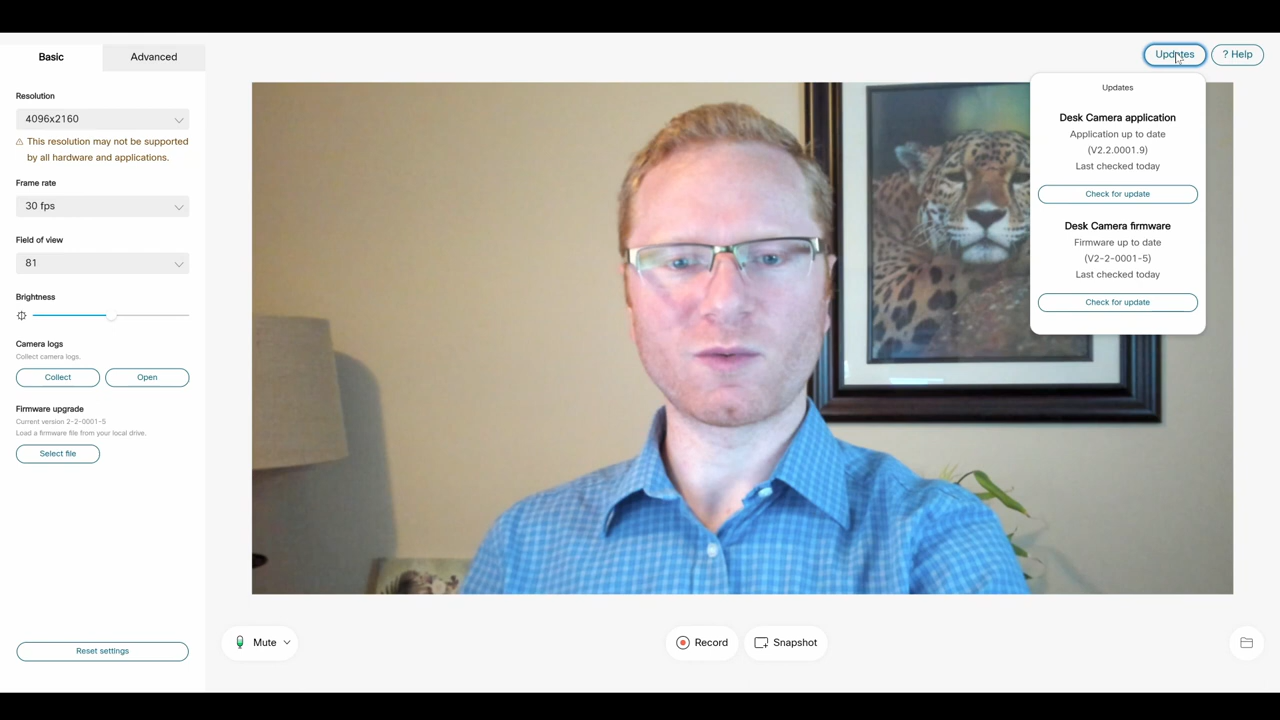 Basic
Advanced
Resolution
4096x2160
This resolution may not be supported
by all hardware and applications.
Frame rate
30 fps
Field of view
81
Brightness
Camera logs
Collect camera logs.
Collect
Open
Firmware upgrade
Current version 2-2-0001-5
Load a firmware file from your local drive.
Select file
Reset settings
Updates
? Help
Updates
Desk Camera application
Application up to date
(V2.2.0001.9)
Last checked today
Check for update
Desk Camera firmware
Firmware up to date
(V2-2-0001-5)
Last checked today
Check for update
Mute
Record
Snapshot